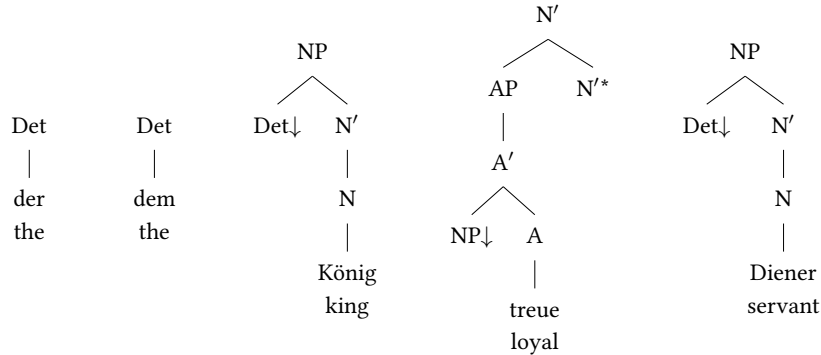 N′
NP NP
AP N′*
Det Det Det↓ N′ Det↓ N′
A′
der dem N N
the the NP↓ A
König Diener
king treue servant
loyal